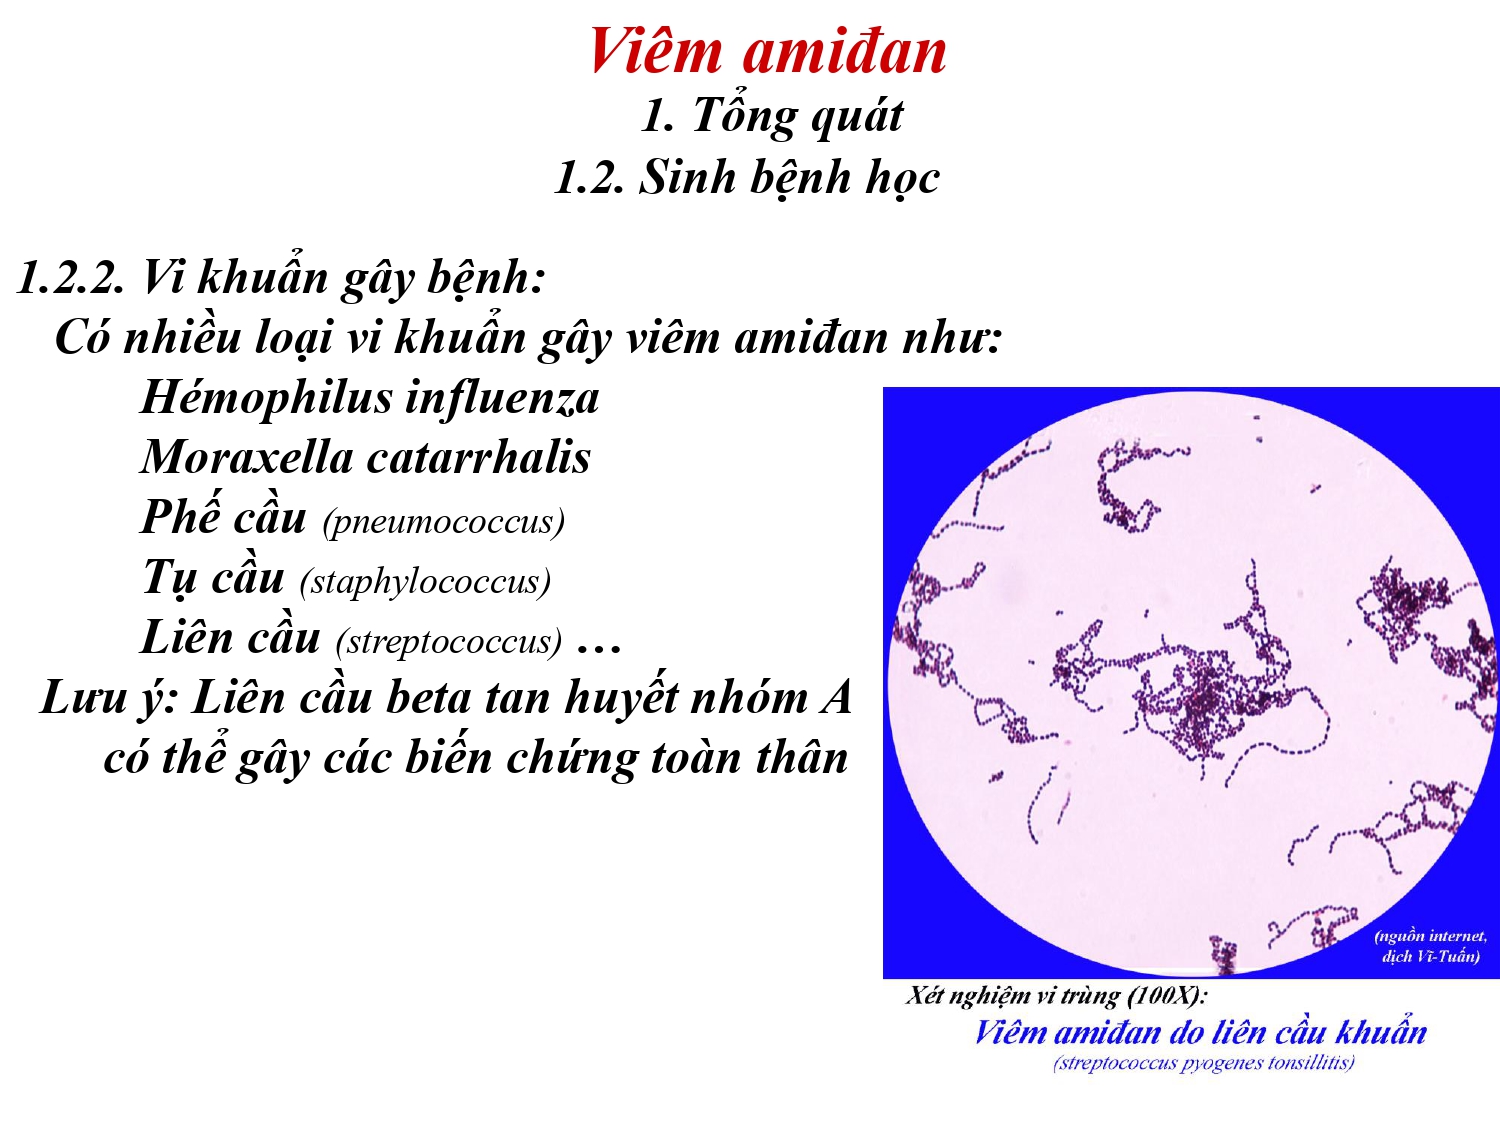 Viêm amiđan
1. Tổng quát
1.2. Sinh bệnh học
1.2.2. Vi khuẩn gây bệnh:
Có nhiều loại vi khuẩn gây viêm amiđan như:
Hémophilus influenza
Moraxella catarrhalis
Phế cầu (pneumococcus)
Tụ cầu (staphylococcus)
Liên cầu (streptococcus) ...
Lưu ý: Liên cầu beta tan huyết nhóm A
có thể gây các biến chứng toàn thân
(nguồn internet,
dịch Vĩ-Tuấn)
Xét nghiệm vi trùng (100X):
Viêm amiđan do liên cầu khuẩn
(streptococcus pyogenes tonsillitis)